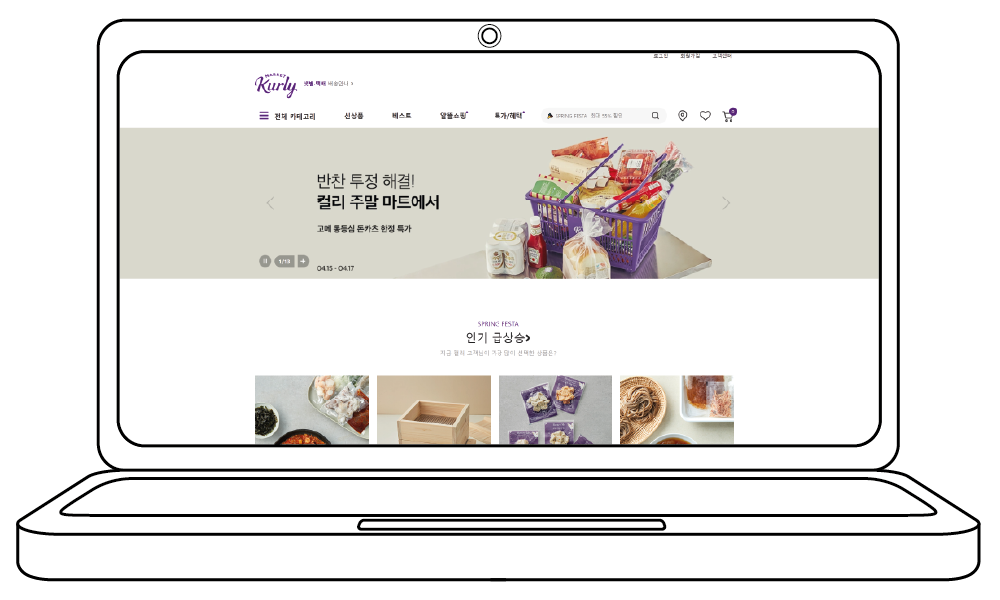 로그인 회원가입 고객센터
MARKET
Kurly 샛별·택배 배송안내 >
전체 카테고리 신상품 베스트 알뜰쇼핑 특가/혜택 SPRING FESTA 최대 55% 할인
반찬 투정 해결!
컬리 주말 마트에서
고메 통등심 돈카츠 한정 특가
1/13
04.15 - 04.17
SPRING FESTA
인기 급상승>
지금 컬리 고객님이 가장 많이 선택한 상품은?